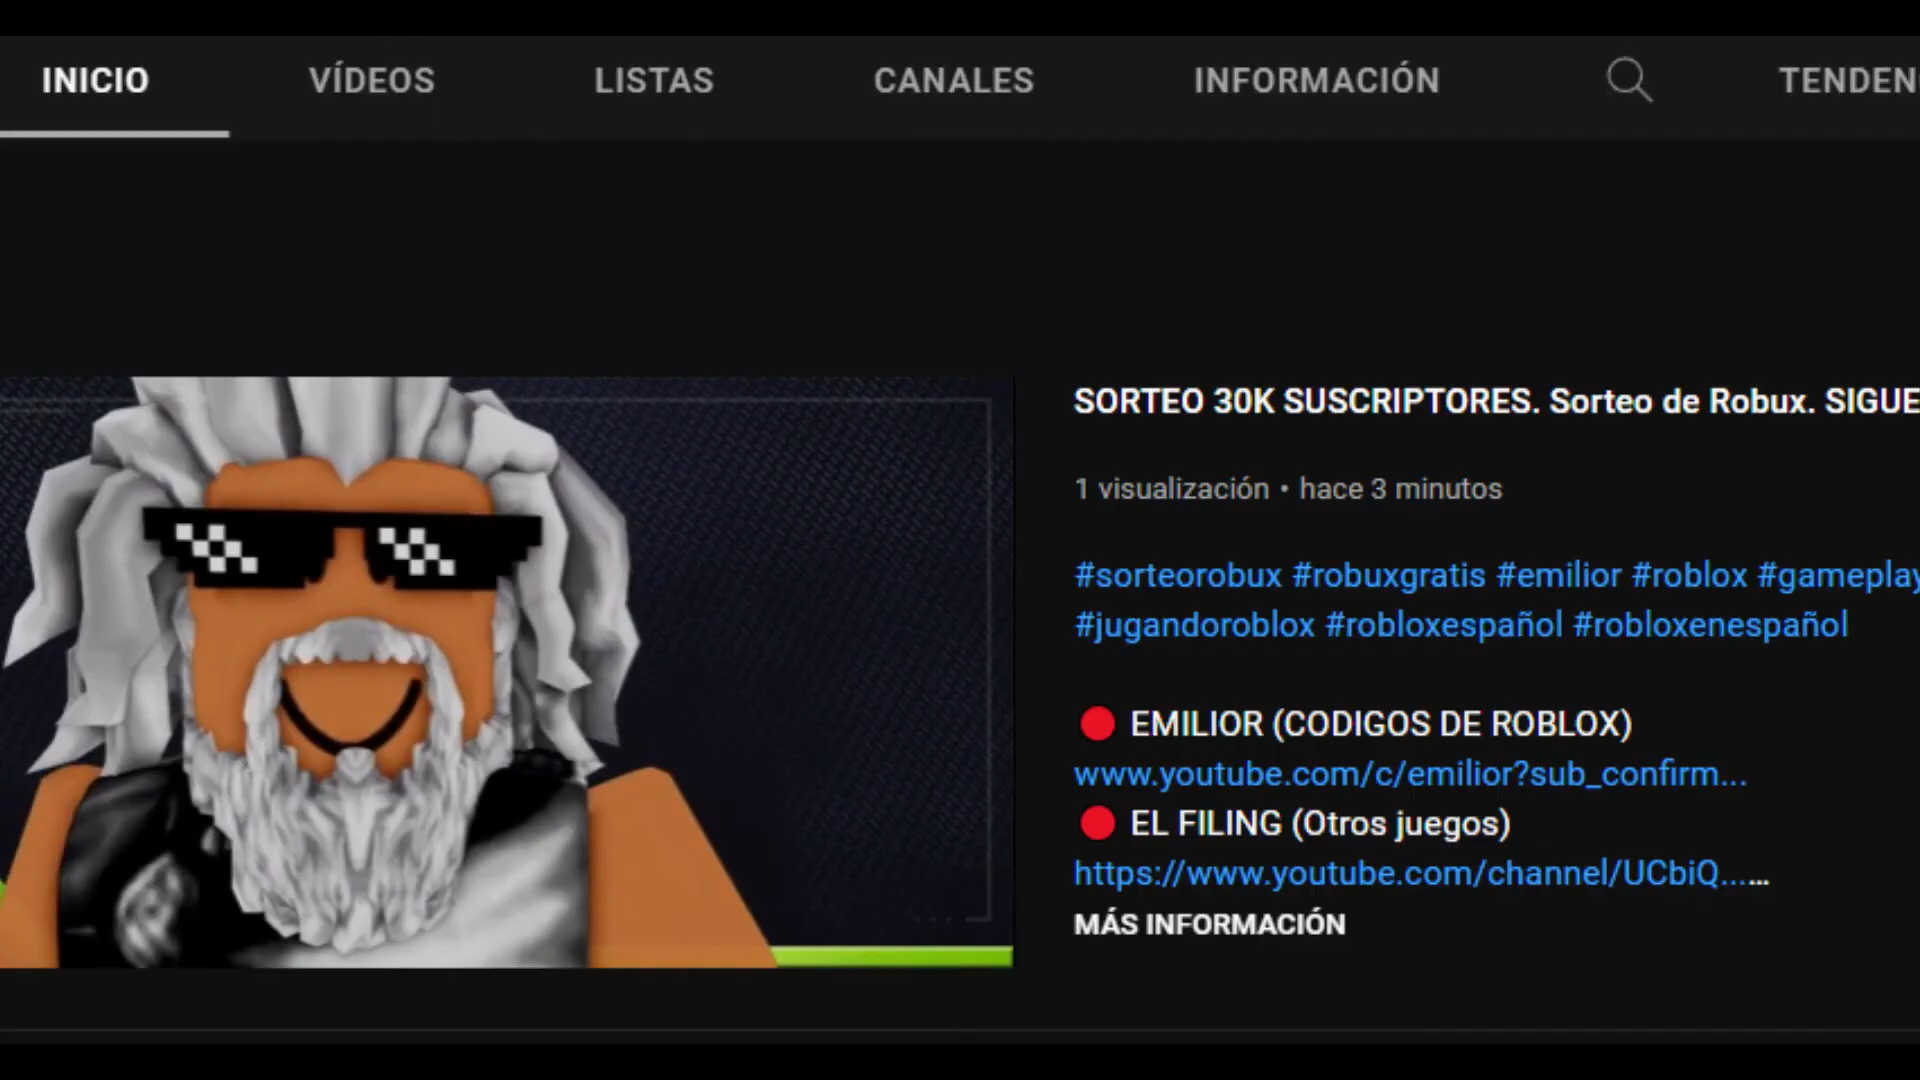 INICIO VÍDEOS LISTAS CANALES INFORMACIÓN
SORTEO 30K SUSCRIPTORES. Sorteo de Robux. SIGUE
1 visualización • hace 3 minutos
#sorteorobux #robuxgratis #emilior #roblox #gameplay
#jugandoroblox #robloxespañol #robloxenespañol
🔴 EMILIOR (CODIGOS DE ROBLOX)
www.youtube.com/c/emilior?sub_confirm...
🔴 EL FILING (Otros juegos)
https://www.youtube.com/channel/UCbiQ......
MÁS INFORMACIÓN